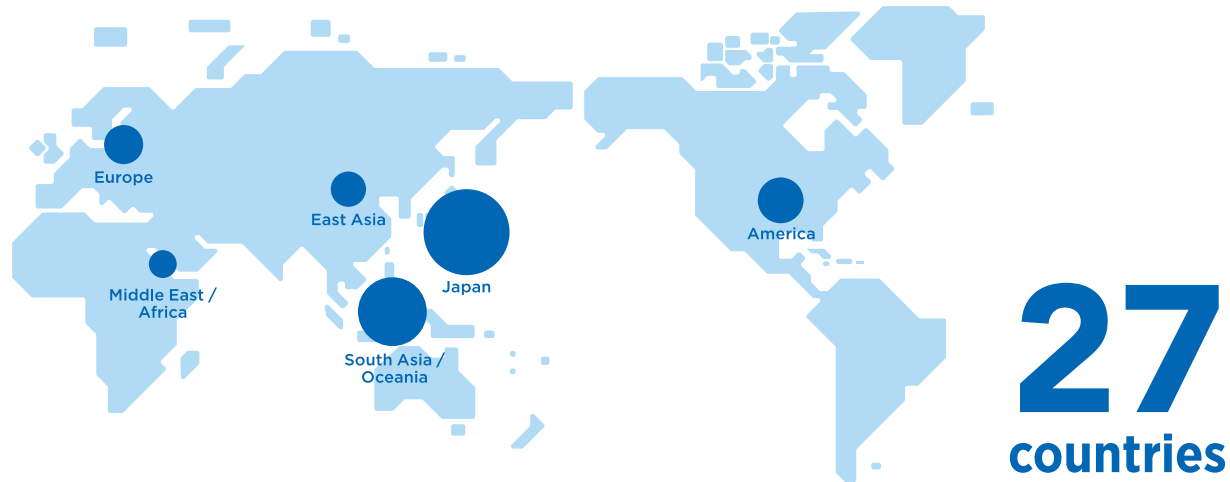 Europe
East Asia
America
Japan
Middle East /
Africa
South Asia /
Oceania
27
countries